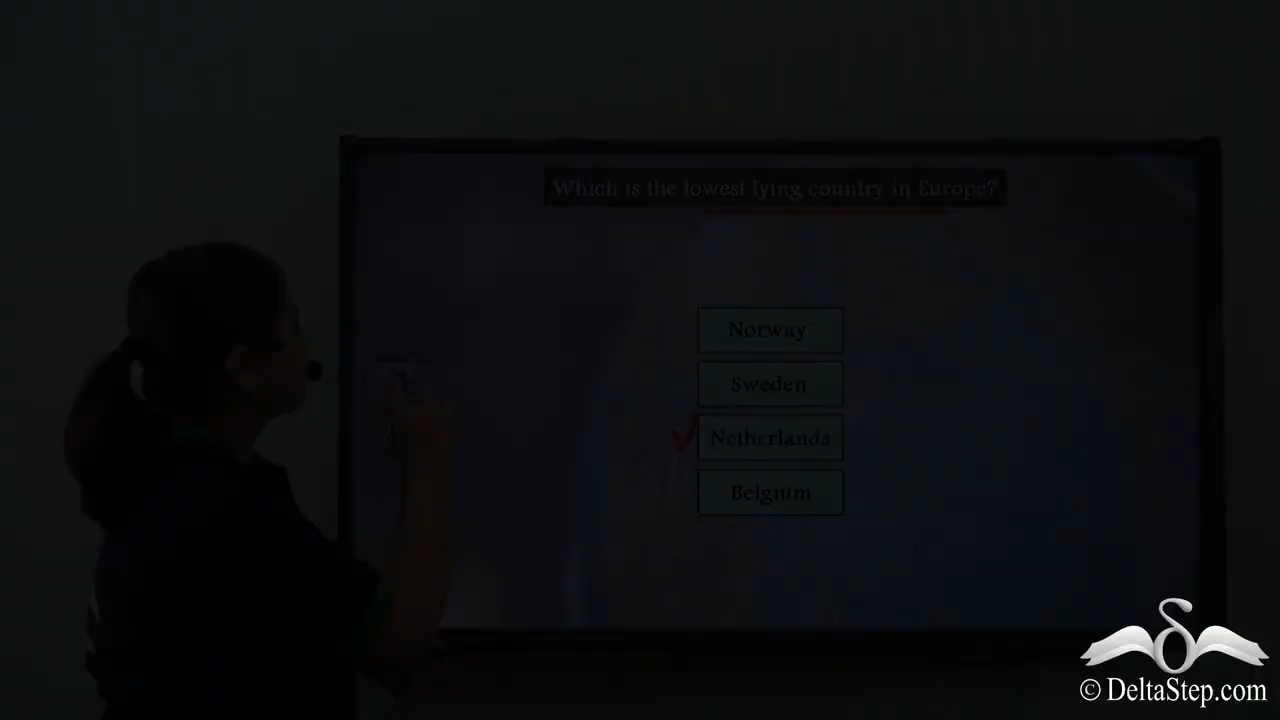 Which is the lowest lying country in Europe?
Norway
Sweden
Netherlands
Belgium
© DeltaStep.com